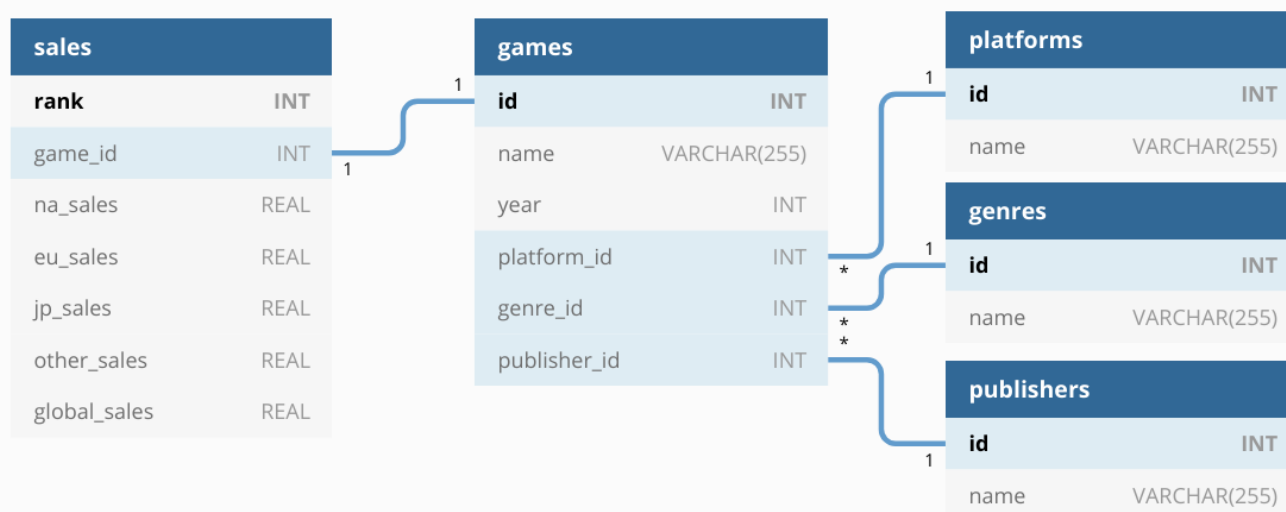 sales
rank INT
game_id INT
na_sales REAL
eu_sales REAL
jp_sales REAL
other_sales REAL
global_sales REAL
1
1
games
id INT
name VARCHAR(255)
year INT
platform_id INT
genre_id INT
publisher_id INT
*
*
*
1
1
1
platforms
id INT
name VARCHAR(255)
genres
id INT
name VARCHAR(255)
publishers
id INT
name VARCHAR(255)